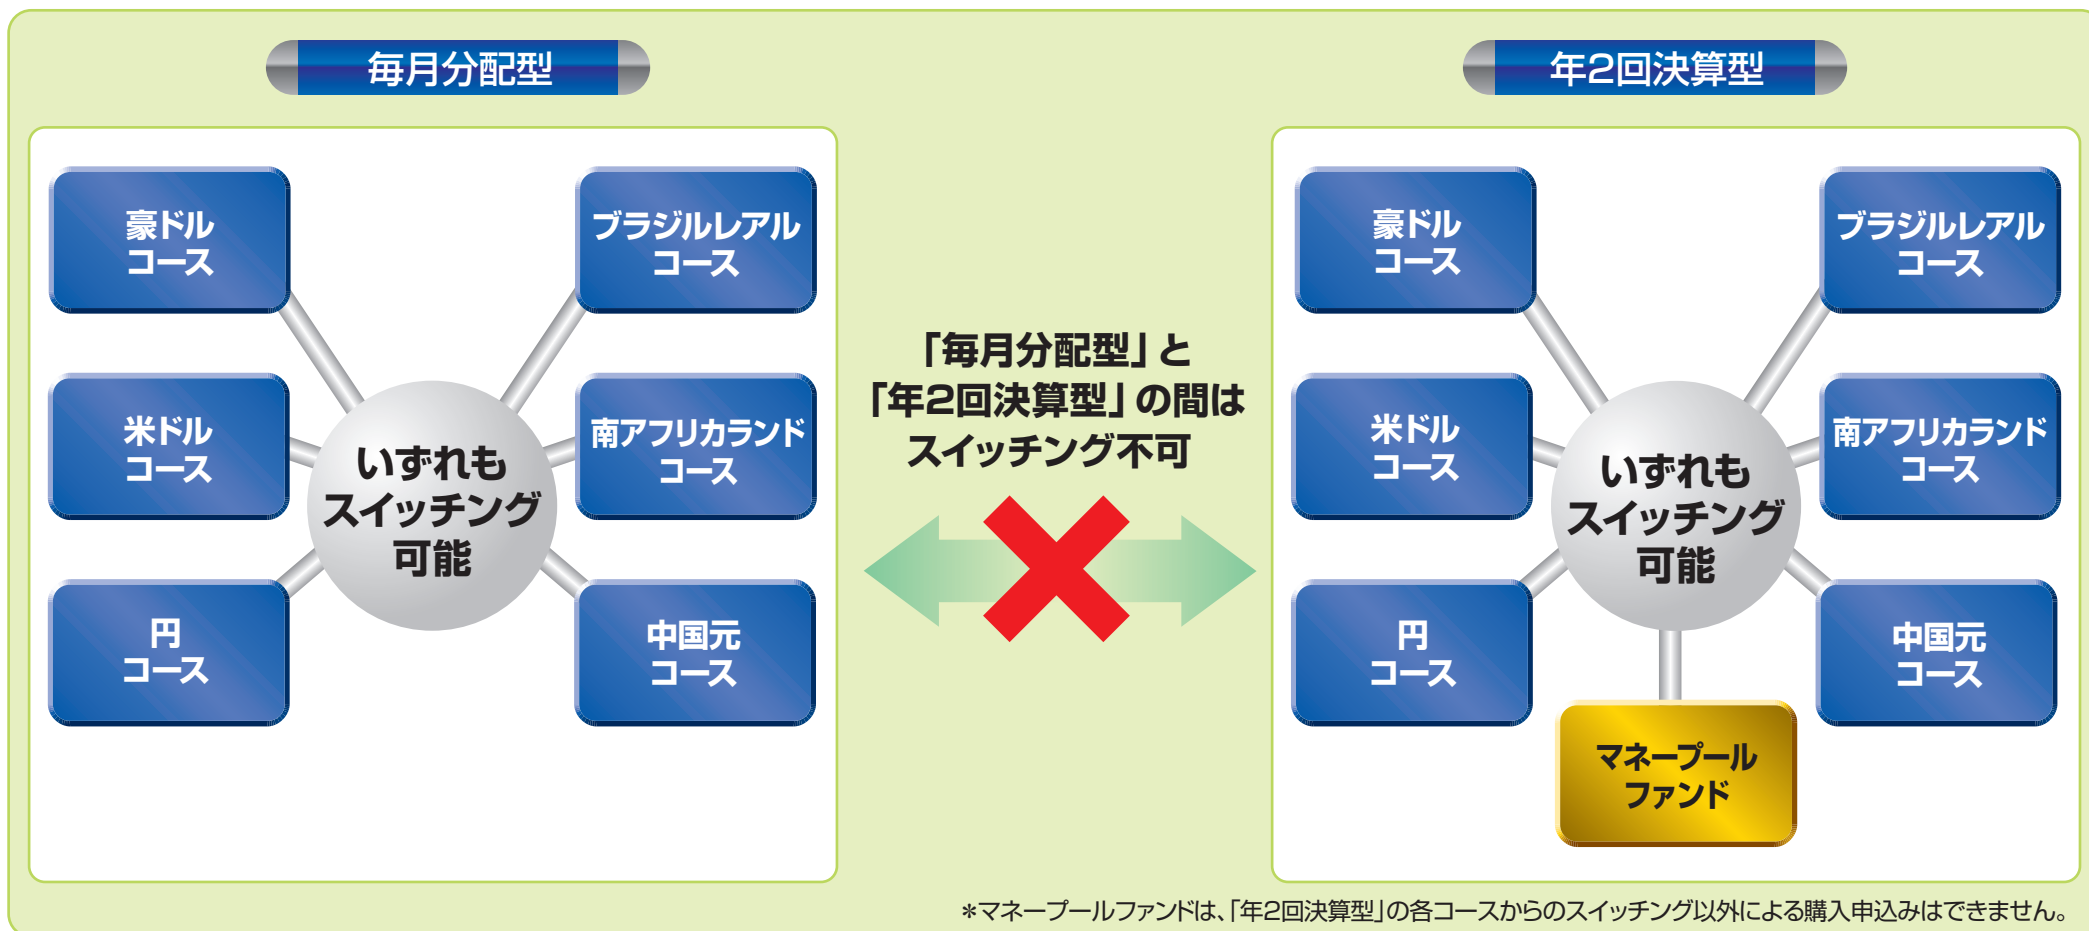 毎月分配型
豪ドル
コース
ブラジルレアル
コース
米ドル
コース
南アフリカランド
コース
いずれも
スイッチング
可能
円
コース
中国元
コース
「毎月分配型」と
「年2回決算型」の間は
スイッチング不可
年2回決算型
豪ドル
コース
ブラジルレアル
コース
米ドル
コース
南アフリカランド
コース
いずれも
スイッチング
可能
円
コース
中国元
コース
マネープール
ファンド
*マネープールファンドは、「年2回決算型」の各コースからのスイッチング以外による購入申込みはできません。